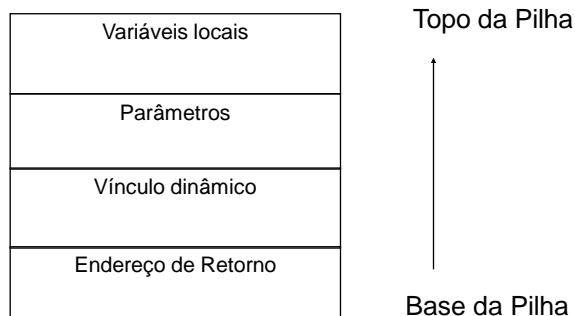 Variáveis locais
Topo da Pilha
Parâmetros
Vínculo dinâmico
Endereço de Retorno
Base da Pilha